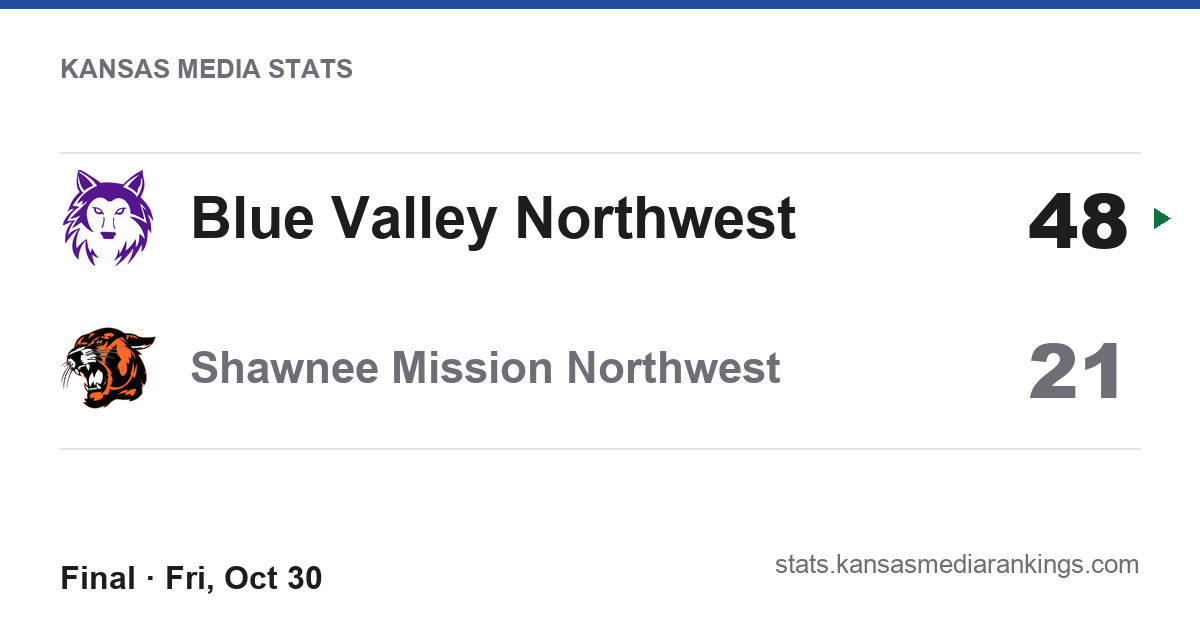 KANSAS MEDIA STATS
Blue Valley Northwest 48
Shawnee Mission Northwest 21
Final · Fri, Oct 30
stats.kansasmediarankings.com